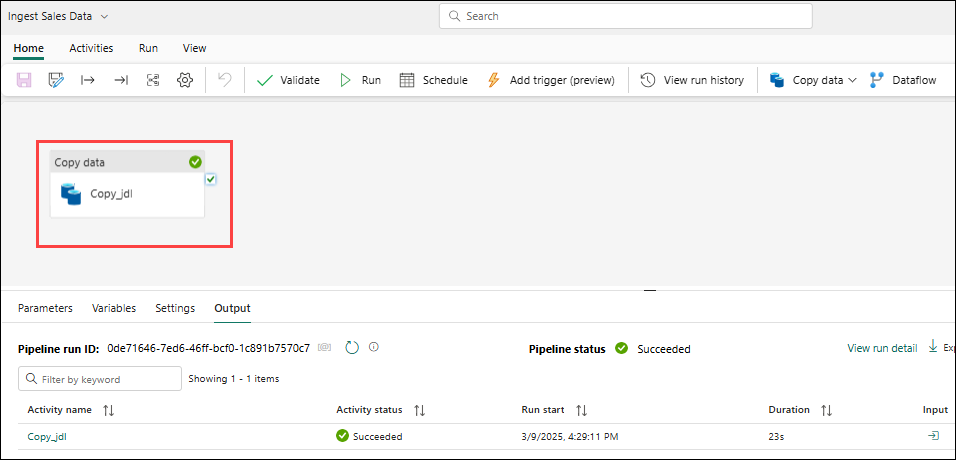 Ingest Sales Data
Search
Home Activities Run View
Validate Run Schedule Add trigger (preview) View run history Copy data Dataflow
Copy data
Copy_jdl
Parameters Variables Settings Output
Pipeline run ID: 0de71646-7ed6-46ff-bcf0-1c891b7570c7 Pipeline status Succeeded View run detail Exp
Filter by keyword Showing 1 - 1 items
Activity name Activity status Run start Duration Input
Copy_jdl Succeeded 3/9/2025, 4:29:11 PM 23s